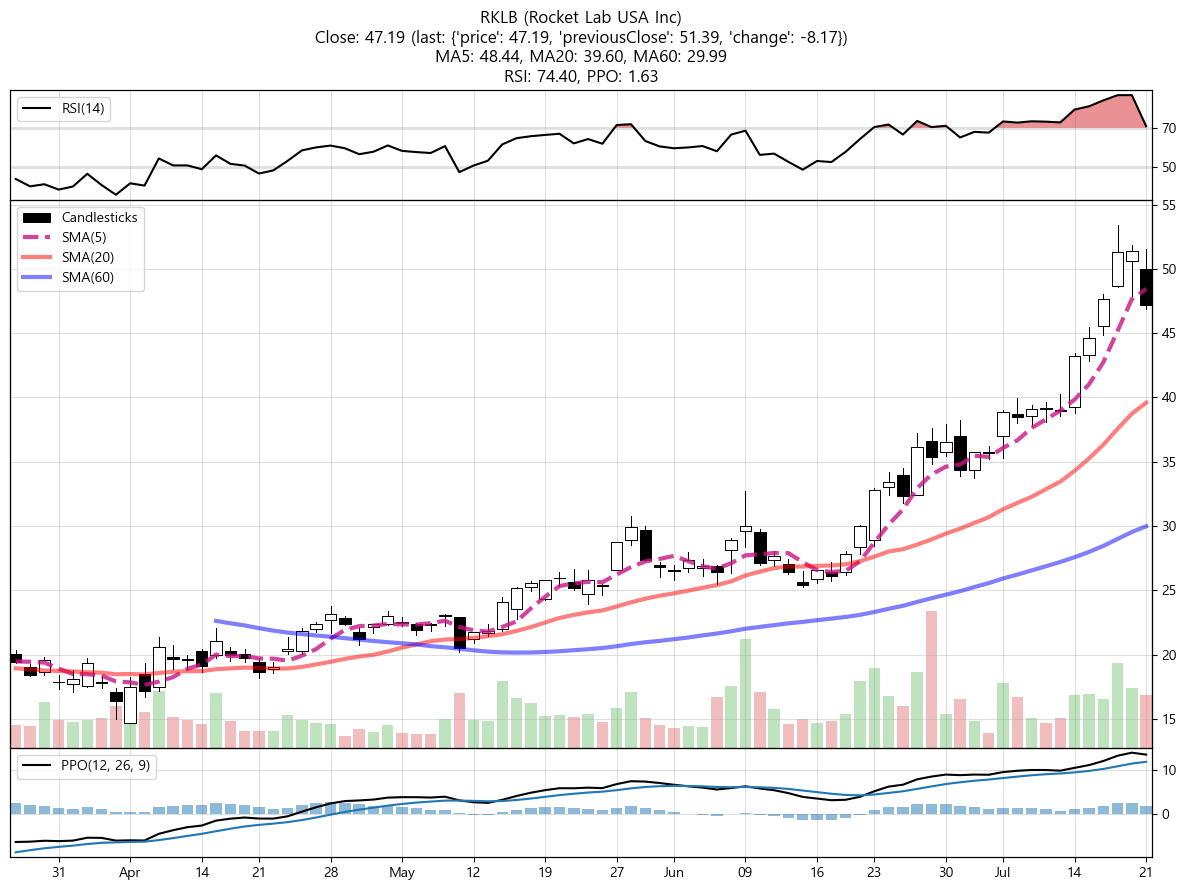 RKLB (Rocket Lab USA Inc)
Close: 47.19 (last: {'price': 47.19, 'previousClose': 51.39, 'change': -8.17})
MA5: 48.44, MA20: 39.60, MA60: 29.99
RSI: 74.40, PPO: 1.63
RSI(14)
70
50
Candlesticks
SMA(5)
SMA(20)
SMA(60)
55
50
45
40
35
30
25
20
15
PPO(12, 26, 9)
10
0
31 Apr 14 21 28 May 12 19 27 Jun 09 16 23 30 Jul 14 21